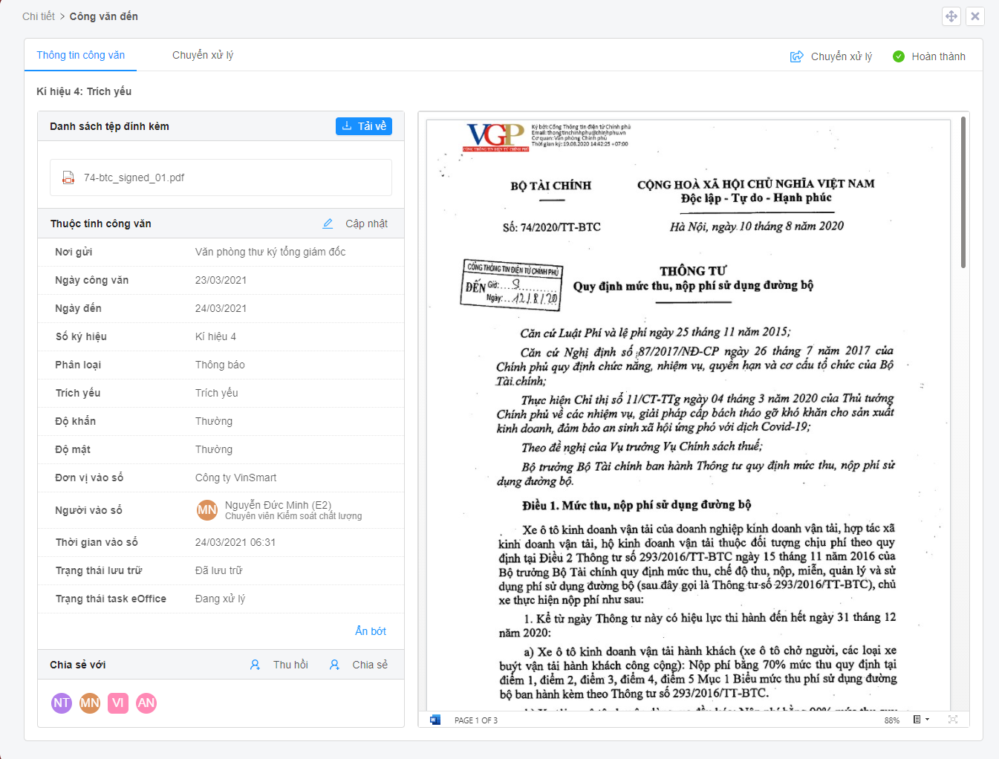 Chi tiết > Công văn đến
Thông tin công văn
Chuyển xử lý
Chuyển xử lý
Hoàn thành
Kí hiệu 4: Trích yếu
Danh sách tệp đính kèm
Tải về
74-btc_signed_01.pdf
Thuộc tính công văn
Cập nhật
Nơi gửi
Văn phòng thư ký tổng giám đốc
Ngày công văn
23/03/2021
Ngày đến
24/03/2021
Số ký hiệu
Kí hiệu 4
Phân loại
Thông báo
Trích yếu
Trích yếu
Độ khẩn
Thường
Độ mật
Thường
Đơn vị vào sổ
Công ty VinSmart
Người vào sổ
MN
Nguyễn Đức Minh (E2)
Chuyên viên Kiểm soát chất lượng
Thời gian vào sổ
24/03/2021 06:31
Trạng thái lưu trữ
Đã lưu trữ
Trạng thái task eOffice
Đang xử lý
Ẩn bớt
Chia sẻ với
Thu hồi
Chia sẻ
NT
MN
VI
AN
VGP
CỔNG THÔNG TIN ĐIỆN TỬ CHÍNH PHỦ
Ký bởi: Cổng Thông tin điện tử Chính phủ
Email: thongtinchinhphu@chinhphu.vn
Cơ quan: Văn phòng Chính phủ
Thời gian ký: 19.08.2020 14:42:25 +07:00
BỘ TÀI CHÍNH
CỘNG HOÀ XÃ HỘI CHỦ NGHĨA VIỆT NAM
Độc lập - Tự do - Hạnh phúc
Số: 74/2020/TT-BTC
Hà Nội, ngày 10 tháng 8 năm 2020
CỔNG THÔNG TIN ĐIỆN TỬ CHÍNH PHỦ
ĐẾN
Giờ: ....
Ngày: ...12/8/20
THÔNG TƯ
Quy định mức thu, nộp phí sử dụng đường bộ
Căn cứ Luật Phí và lệ phí ngày 25 tháng 11 năm 2015;
Căn cứ Nghị định số 87/2017/NĐ-CP ngày 26 tháng 7 năm 2017 của
Chính phủ quy định chức năng, nhiệm vụ, quyền hạn và cơ cấu tổ chức của Bộ
Tài chính;
Thực hiện Chỉ thị số 11/CT-TTg ngày 04 tháng 3 năm 2020 của Thủ tướng
Chính phủ về các nhiệm vụ, giải pháp cấp bách tháo gỡ khó khăn cho sản xuất
kinh doanh, đảm bảo an sinh xã hội ứng phó với dịch Covid-19;
Theo đề nghị của Vụ trưởng Vụ Chính sách thuế;
Bộ trưởng Bộ Tài chính ban hành Thông tư quy định mức thu, nộp phí sử
dụng đường bộ.
Điều 1. Mức thu, nộp phí sử dụng đường bộ
Xe ô tô kinh doanh vận tải của doanh nghiệp kinh doanh vận tải, hợp tác xã
kinh doanh vận tải, hộ kinh doanh vận tải thuộc đối tượng chịu phí theo quy
định tại Điều 2 Thông tư số 293/2016/TT-BTC ngày 15 tháng 11 năm 2016 của
Bộ trưởng Bộ Tài chính quy định mức thu, chế độ thu, nộp, miễn, quản lý và sử
dụng phí sử dụng đường bộ (sau đây gọi là Thông tư số 293/2016/TT-BTC), chủ
xe thực hiện nộp phí như sau:
1. Kể từ ngày Thông tư này có hiệu lực thi hành đến hết ngày 31 tháng 12
năm 2020:
a) Xe ô tô kinh doanh vận tải hành khách (xe ô tô chở người, các loại xe
buýt vận tải hành khách công cộng): Nộp phí bằng 70% mức thu quy định tại
điểm 1, điểm 2, điểm 3, điểm 4, điểm 5 Mục 1 Biểu mức thu phí sử dụng đường
bộ ban hành kèm theo Thông tư số 293/2016/TT-BTC.
PAGE 1 OF 3
88%